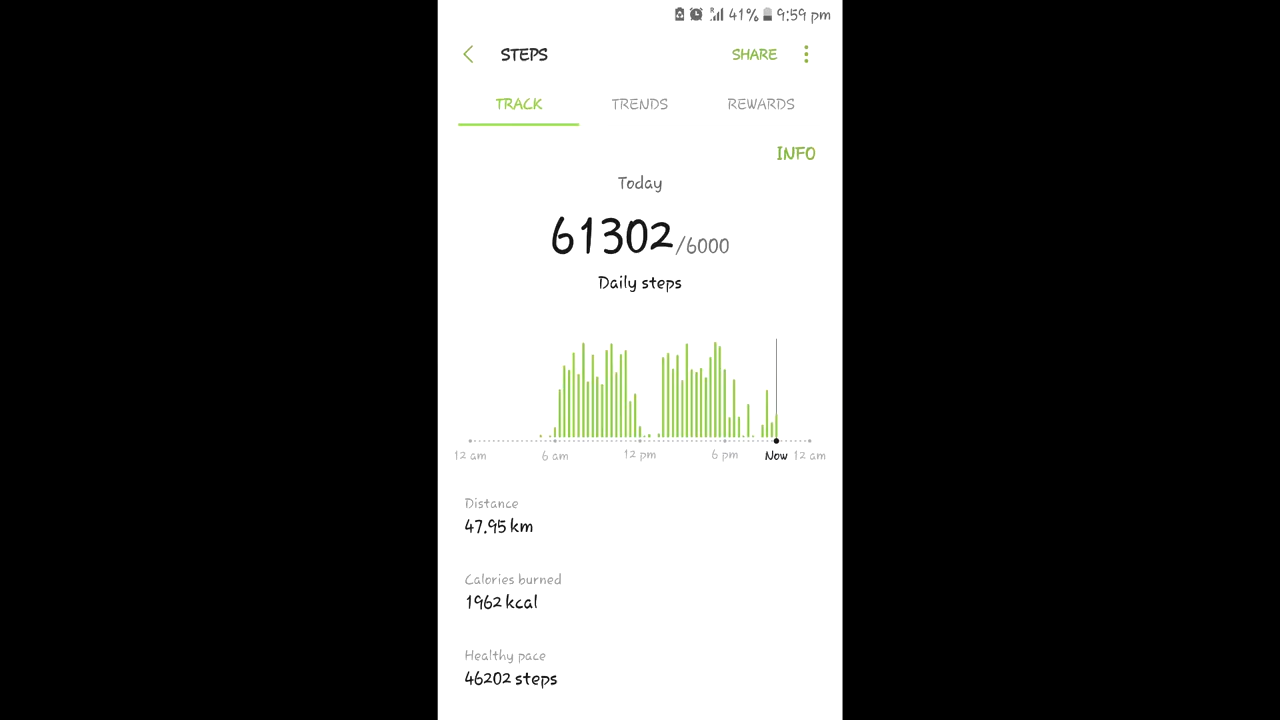 41% 9:59 pm
STEPS SHARE
TRACK TRENDS REWARDS
INFO
Today
61302/6000
Daily steps
12 am 6 am 12 pm 6 pm Now 12 am
Distance
47.95 km
Calories burned
1962 kcal
Healthy pace
46202 steps